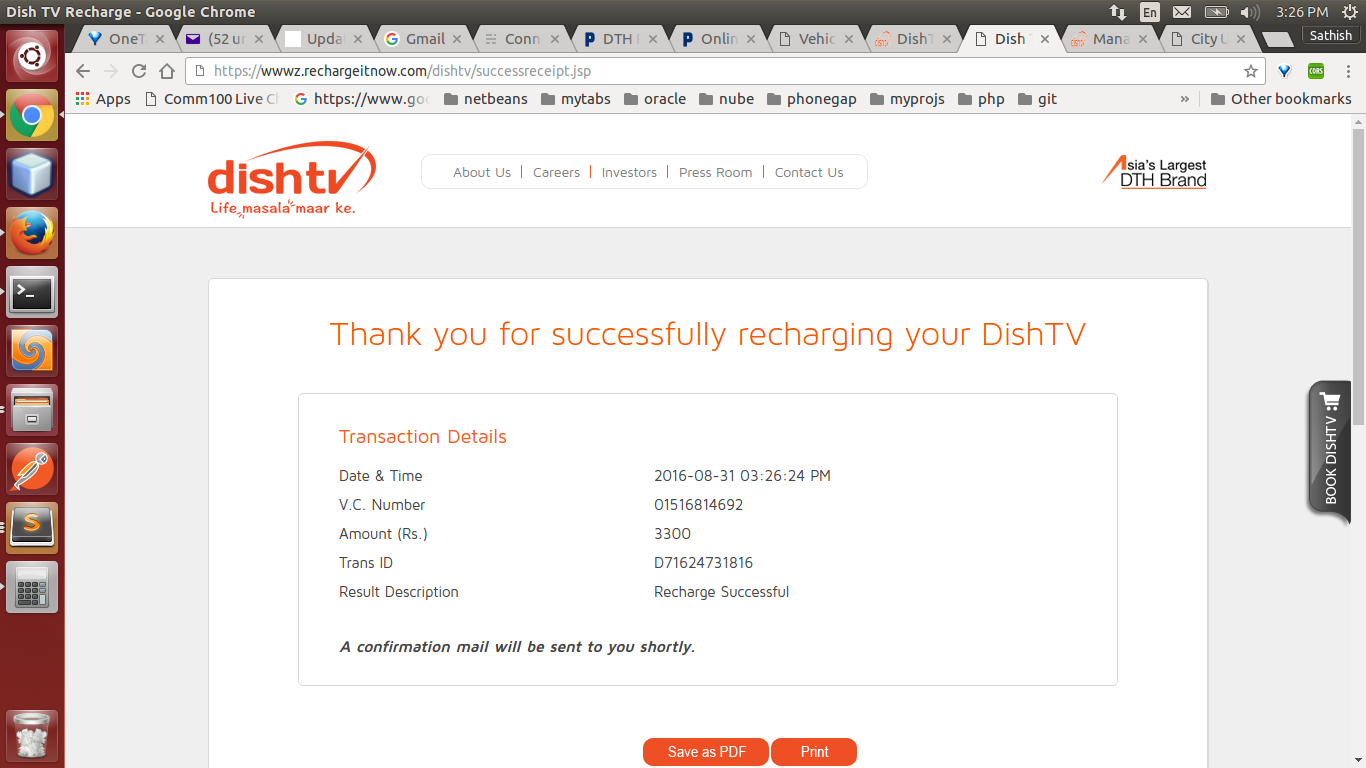 Dish TV Recharge - Google Chrome
En
3:26 PM
OneT
(52 ur
Upda
Gmail
Conn
DTH
Onlin
Vehic
DishT
Dish
Mana
City U
Sathish
https://wwwz.rechargeitnow.com/dishtv/successreceipt.jsp
CORS
Apps
Comm100 Live C
https://www.goo
netbeans
mytabs
oracle
nube
phonegap
myprojs
php
git
»
Other bookmarks
dishtv
Life masala maar ke.
About Us
Careers
Investors
Press Room
Contact Us
Asia's Largest
DTH Brand
Thank you for successfully recharging your DishTV
Transaction Details
Date & Time 2016-08-31 03:26:24 PM
V.C. Number 01516814692
Amount (Rs.) 3300
Trans ID D71624731816
Result Description Recharge Successful
A confirmation mail will be sent to you shortly.
BOOK DISHTV
Save as PDF
Print